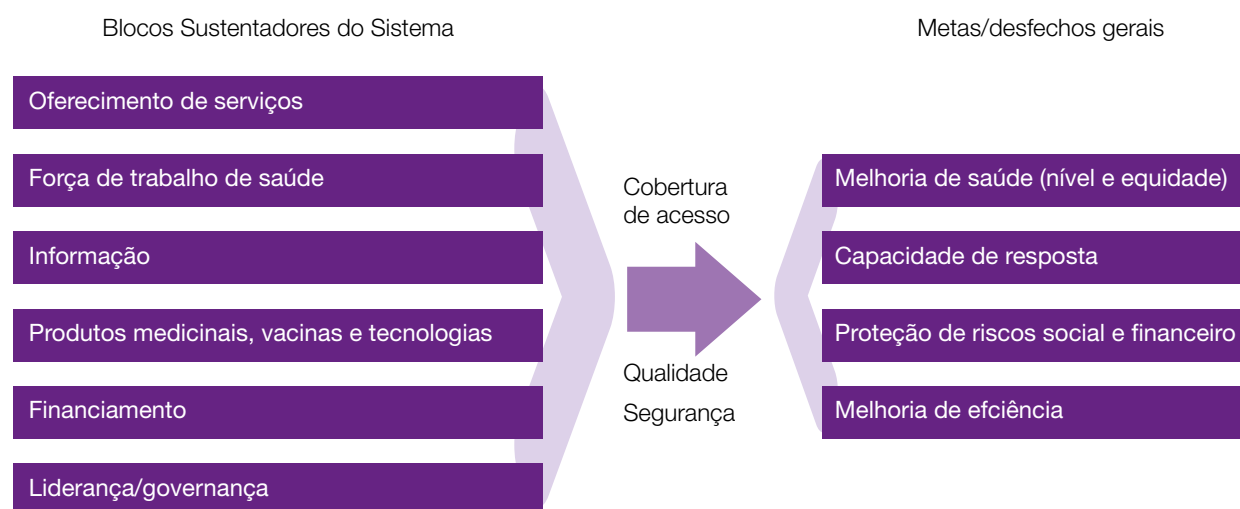 Blocos Sustentadores do Sistema
Oferecimento de serviços
Força de trabalho de saúde
Informação
Produtos medicinais, vacinas e tecnologias
Financiamento
Liderança/governança
Cobertura
de acesso
Qualidade
Segurança
Metas/desfechos gerais
Melhoria de saúde (nível e equidade)
Capacidade de resposta
Proteção de riscos social e financeiro
Melhoria de efciência